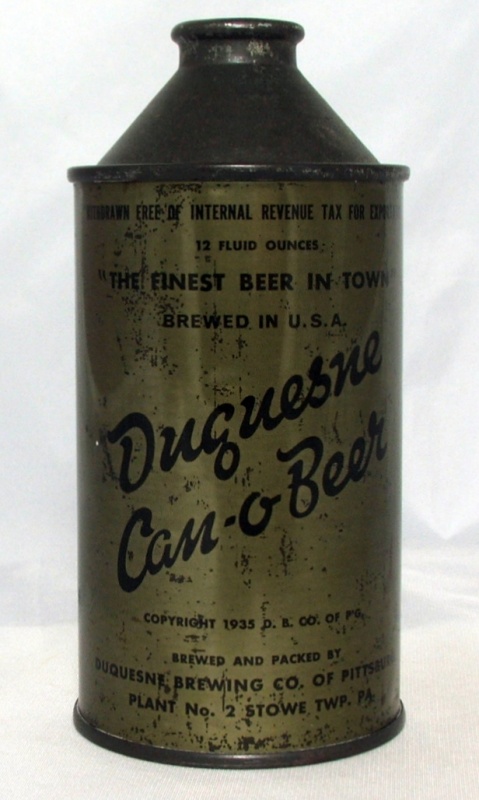 WITHDRAWN FREE OF INTERNAL REVENUE TAX FOR EXPORT
12 FLUID OUNCES
"THE FINEST BEER IN TOWN"
BREWED IN U.S.A.
Duquesne
Can-o-Beer
COPYRIGHT 1935 D. B. CO. OF P'G.
BREWED AND PACKED BY
DUQUESNE BREWING CO. OF PITTSBURGH
PLANT No. 2 STOWE TWP. PA.